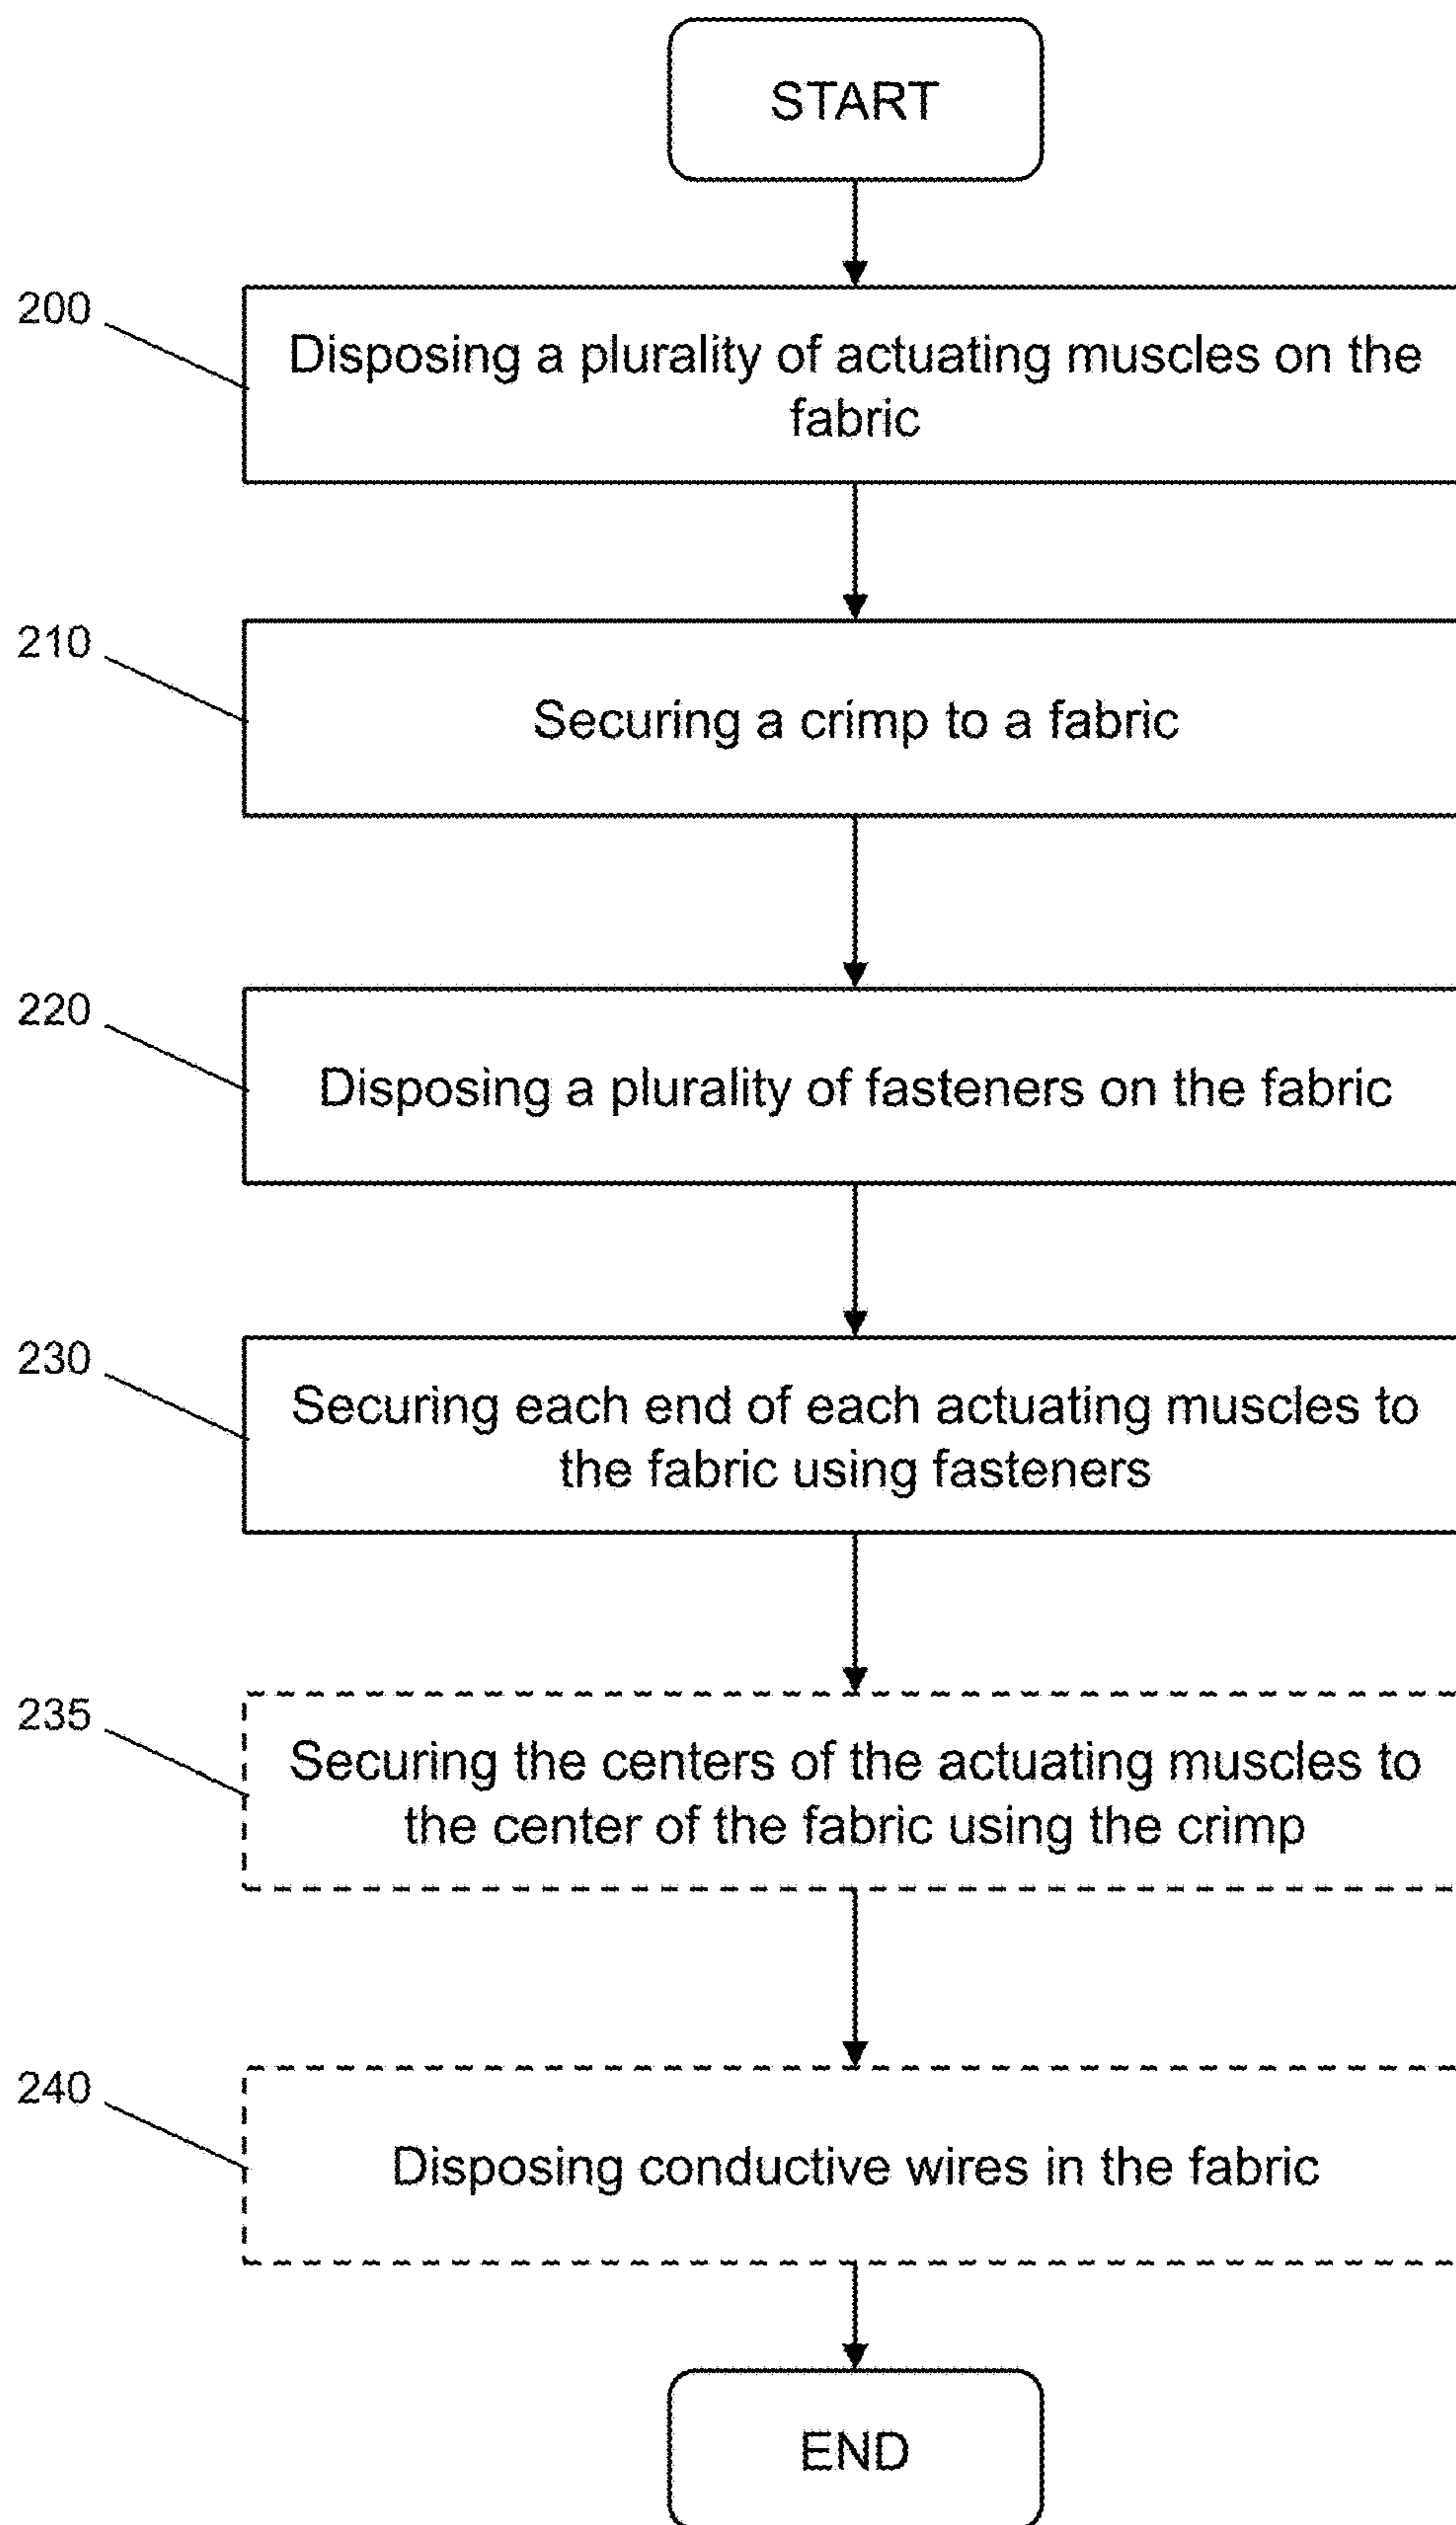 START
200
Disposing a plurality of actuating muscles on the
fabric
210
Securing a crimp to a fabric
220
Disposing a plurality of fasteners on the fabric
230
Securing each end of each actuating muscles to
the fabric using fasteners
235
Securing the centers of the actuating muscles to
the center of the fabric using the crimp
240
Disposing conductive wires in the fabric
END